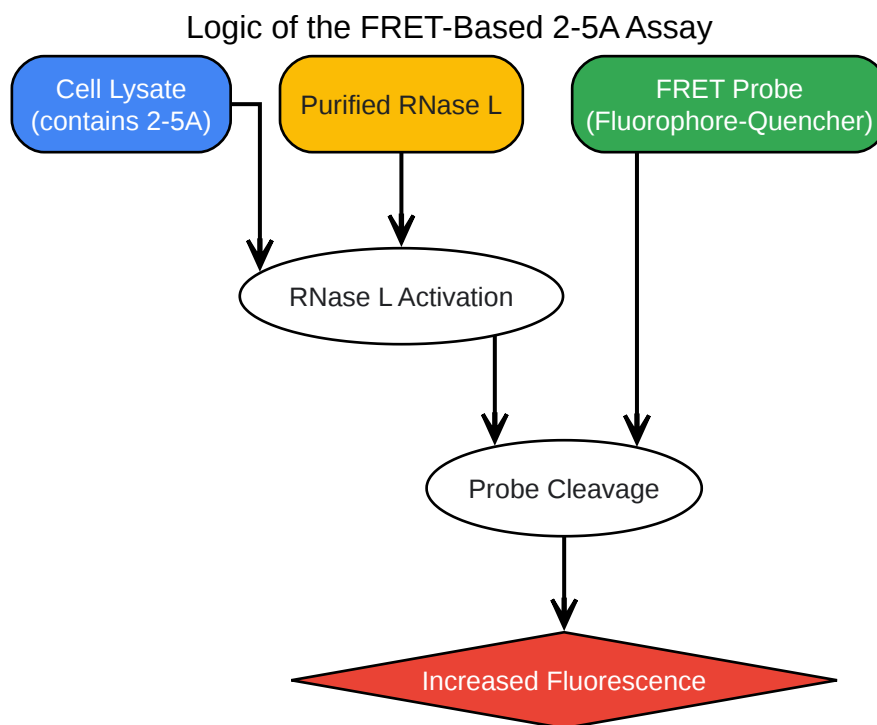 Logic of the FRET-Based 2-5A Assay
Cell Lysate
(contains 2-5A)
Purified RNase L
FRET Probe
(Fluorophore-Quencher)
RNase L Activation
Probe Cleavage
Increased Fluorescence